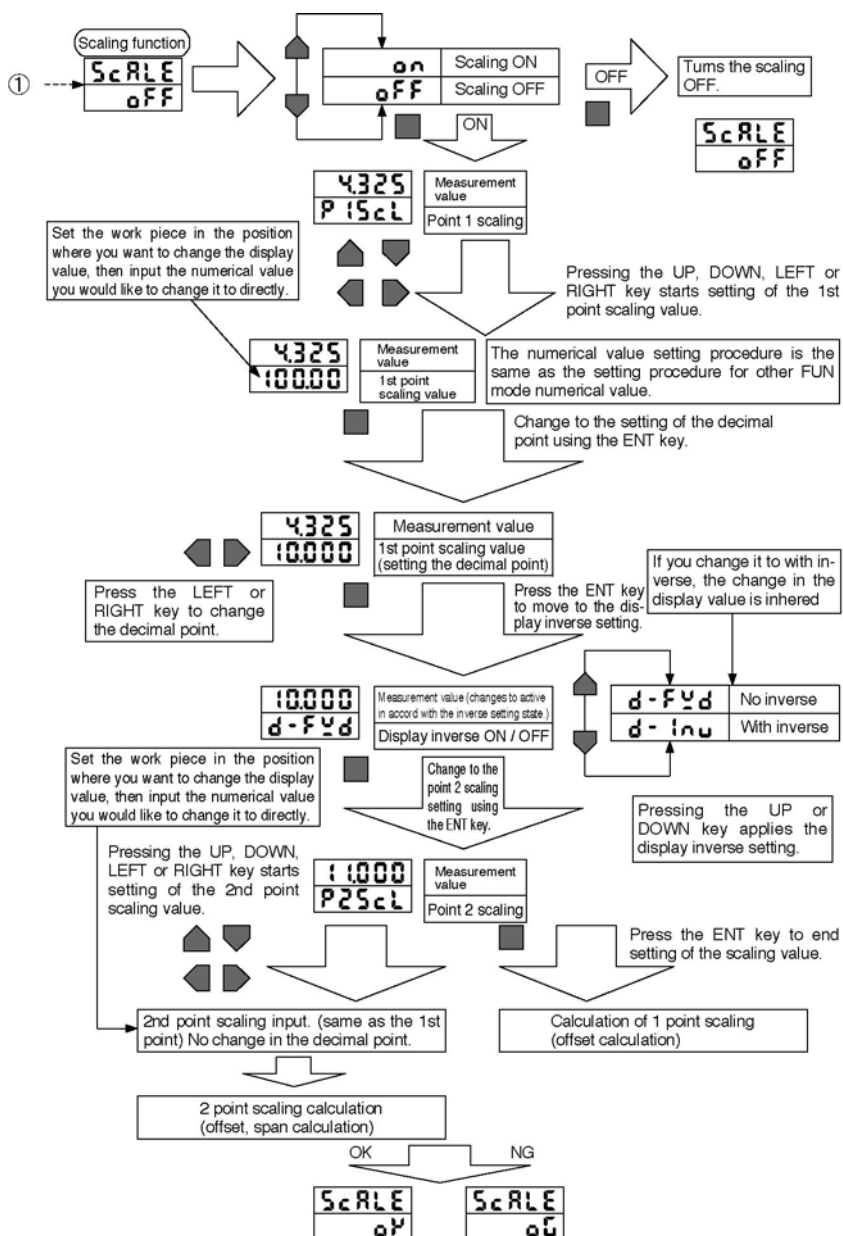 Scaling function
①
ScALE
oFF
on
Scaling ON
oFF
Scaling OFF
OFF
Turns the scaling
OFF.
ScALE
oFF
ON
4.325
P1ScL
Measurement
value
Point 1 scaling
Set the work piece in the position
where you want to change the display
value, then input the numerical value
you would like to change it to directly.
Pressing the UP, DOWN, LEFT or
RIGHT key starts setting of the 1st
point scaling value.
4.325
100.00
Measurement
value
1st point
scaling value
The numerical value setting procedure is the
same as the setting procedure for other FUN
mode numerical value.
Change to the setting of the decimal
point using the ENT key.
4.325
10.000
Measurement value
1st point scaling value
(setting the decimal point)
Press the LEFT or
RIGHT key to change
the decimal point.
Press the ENT key
to move to the dis-
play inverse setting.
If you change it to with in-
verse, the change in the
display value is inhered
10.000
d-Fud
Measurement value (changes to active
in accord with the inverse setting state.)
Display inverse ON / OFF
d-Fud
No inverse
d-Inu
With inverse
Set the work piece in the position
where you want to change the display
value, then input the numerical value
you would like to change it to directly.
Change to the
point 2 scaling
setting using
the ENT key.
Pressing the UP or
DOWN key applies the
display inverse setting.
Pressing the UP, DOWN,
LEFT or RIGHT key starts
setting of the 2nd point
scaling value.
11.000
P2ScL
Measurement
value
Point 2 scaling
Press the ENT key to end
setting of the scaling value.
2nd point scaling input. (same as the 1st
point) No change in the decimal point.
Calculation of 1 point scaling
(offset calculation)
2 point scaling calculation
(offset, span calculation)
OK
NG
ScALE
ScALE